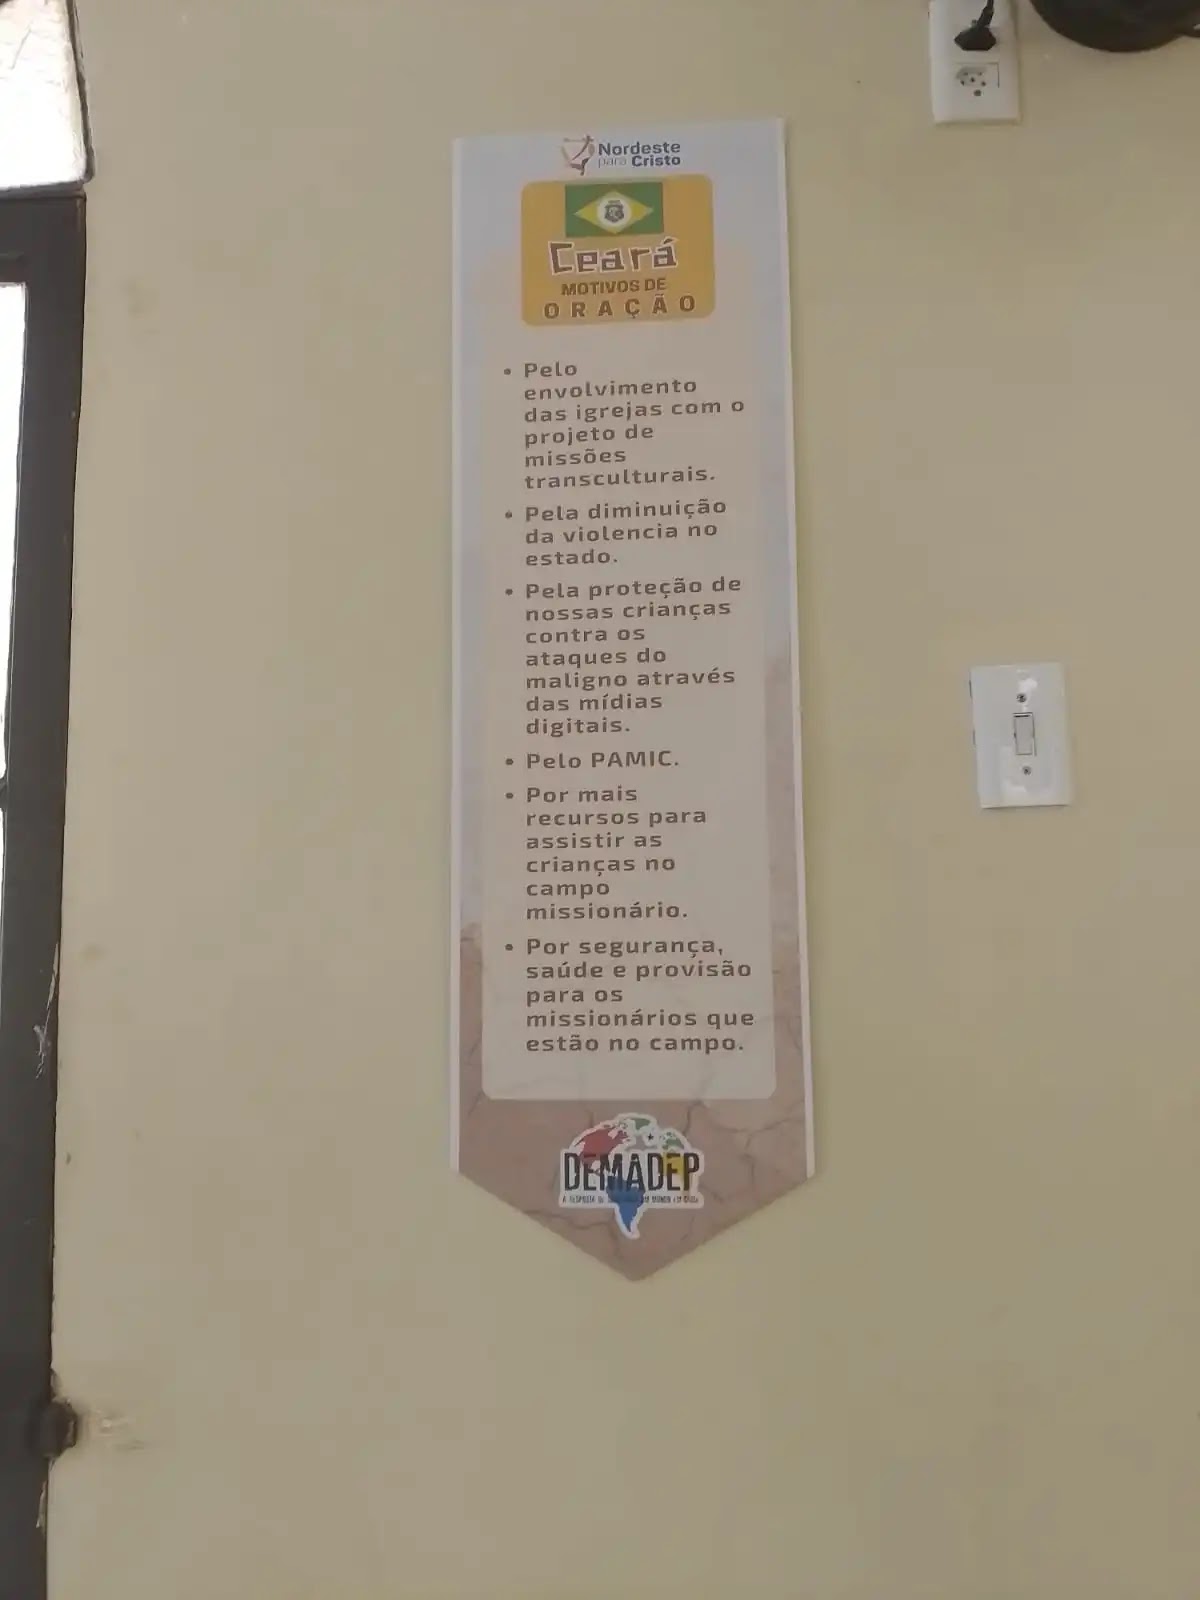 Nordeste
para Cristo
Ceará
MOTIVOS DE
ORAÇÃO
• Pelo
envolvimento
das igrejas com o
projeto de
missões
transculturais.
• Pela diminuição
da violencia no
estado.
• Pela proteção de
nossas crianças
contra os
ataques do
maligno através
das mídias
digitais.
• Pelo PAMIC.
• Por mais
recursos para
assistir as
crianças no
campo
missionário.
• Por segurança,
saúde e provisão
para os
missionários que
estão no campo.
DEMADEP
A RESPOSTA DE